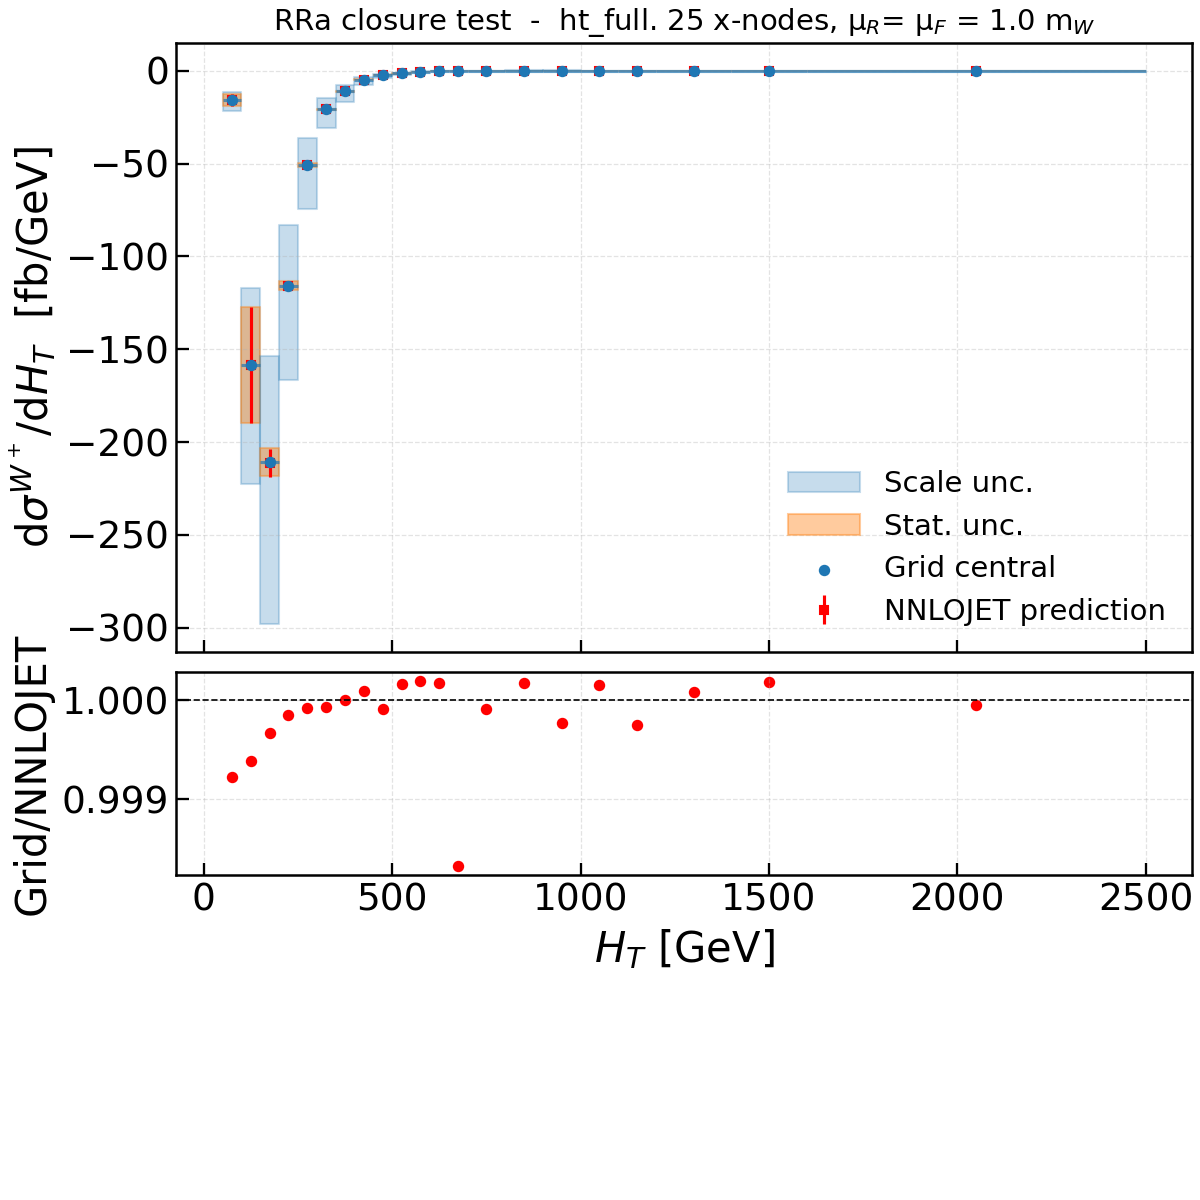 RRa closure test - ht_full. 25 x-nodes, μR= μF = 1.0 mW
dσW+/dHT [fb/GeV]
0
−50
−100
−150
−200
−250
−300
Scale unc.
Stat. unc.
Grid central
NNLOJET prediction
Grid/NNLOJET
1.000
0.999
0 500 1000 1500 2000 2500
HT [GeV]